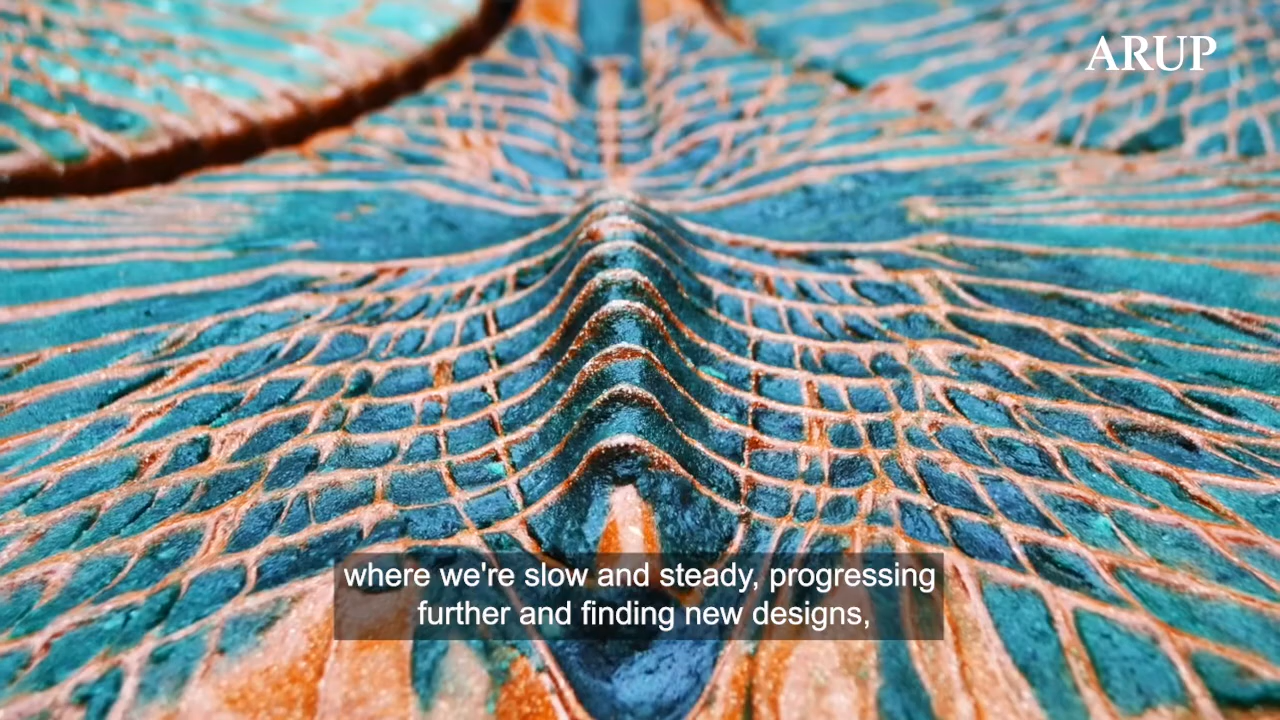 ARUP
where we're slow and steady, progressing
further and finding new designs,